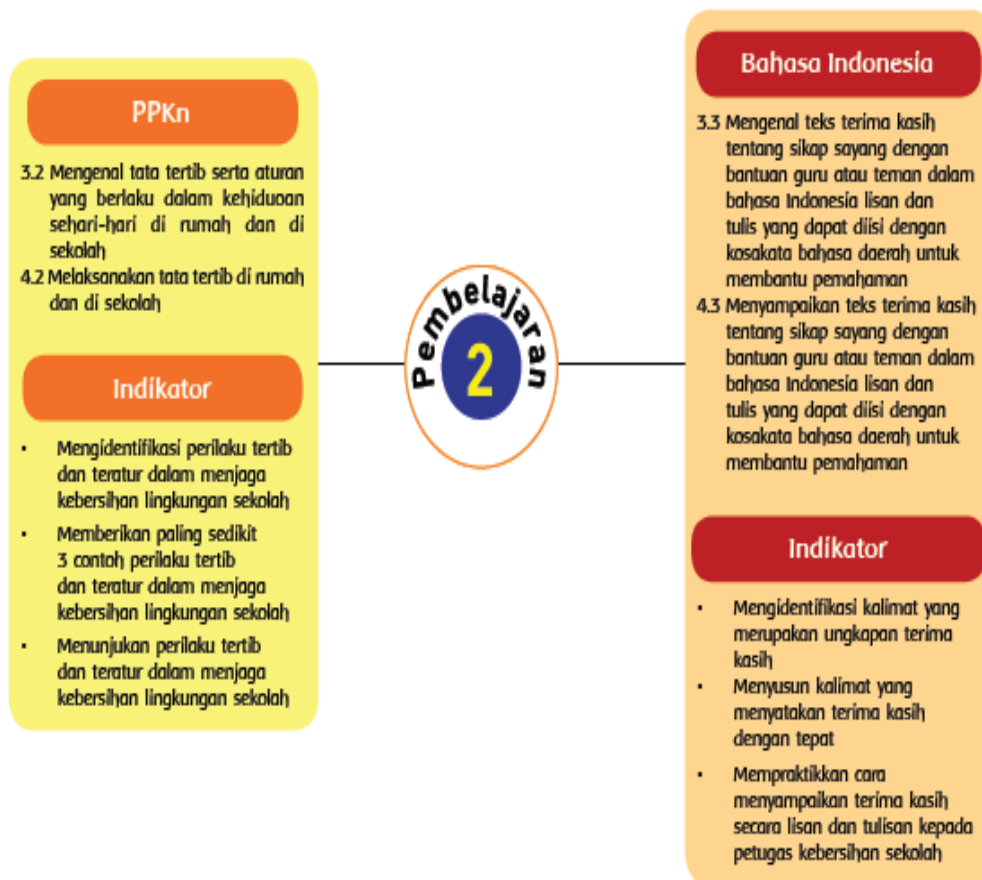 PPKn
3.2 Mengenal tata tertib serta aturan
yang berlaku dalam kehiduoan
sehari-hari di rumah dan di
sekolah
4.2 Melaksanakan tata tertib di rumah
dan di sekolah
Indikator
• Mengidentifikasi perilaku tertib
dan teratur dalam menjaga
kebersihan lingkungan sekolah
• Memberikan paling sedikit
3 contoh perilaku tertib
dan teratur dalam menjaga
kebersihan lingkungan sekolah
• Menunjukan perilaku tertib
dan teratur dalam menjaga
kebersihan lingkungan sekolah
Pembelajaran
2
Bahasa Indonesia
3.3 Mengenal teks terima kasih
tentang sikap sayang dengan
bantuan guru atau teman dalam
bahasa Indonesia lisan dan
tulis yang dapat diisi dengan
kosakata bahasa daerah untuk
membantu pemahaman
4.3 Menyampaikan teks terima kasih
tentang sikap sayang dengan
bantuan guru atau teman dalam
bahasa Indonesia lisan dan
tulis yang dapat diisi dengan
kosakata bahasa daerah untuk
membantu pemahaman
Indikator
• Mengidentifikasi kalimat yang
merupakan ungkapan terima
kasih
• Menyusun kalimat yang
menyatakan terima kasih
dengan tepat
• Mempraktikkan cara
menyampaikan terima kasih
secara lisan dan tulisan kepada
petugas kebersihan sekolah